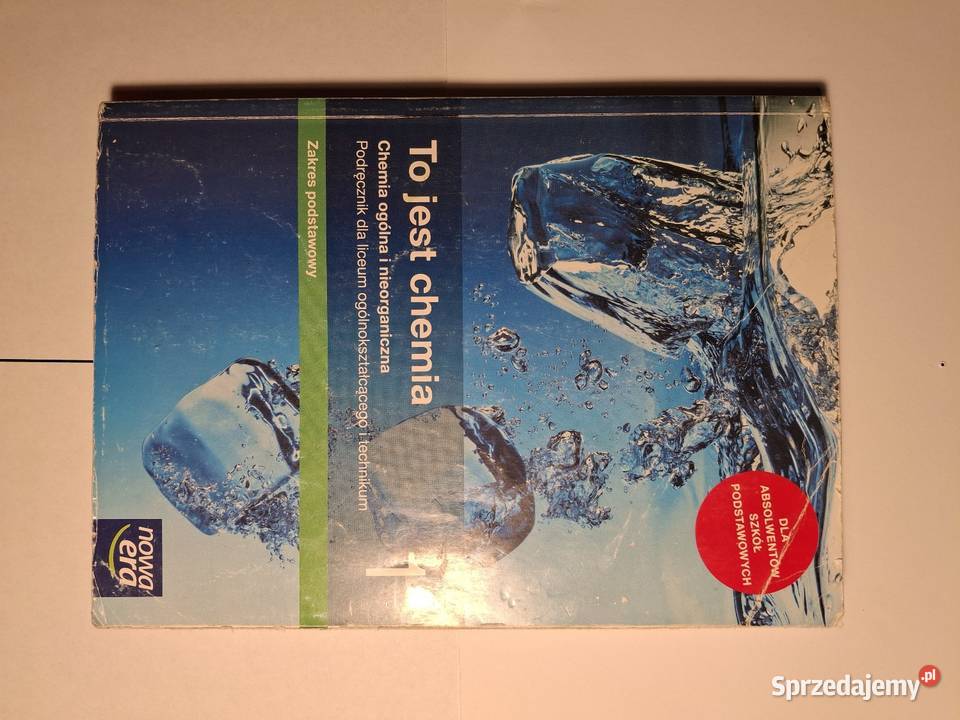 DLA
ABSOLWENTÓW
SZKÓŁ
PODSTAWOWYCH
To jest chemia
1
Chemia ogólna i nieorganiczna
Podręcznik dla liceum ogólnokształcącego i technikum
Zakres podstawowy
nowa
era
Sprzedajemy.pl